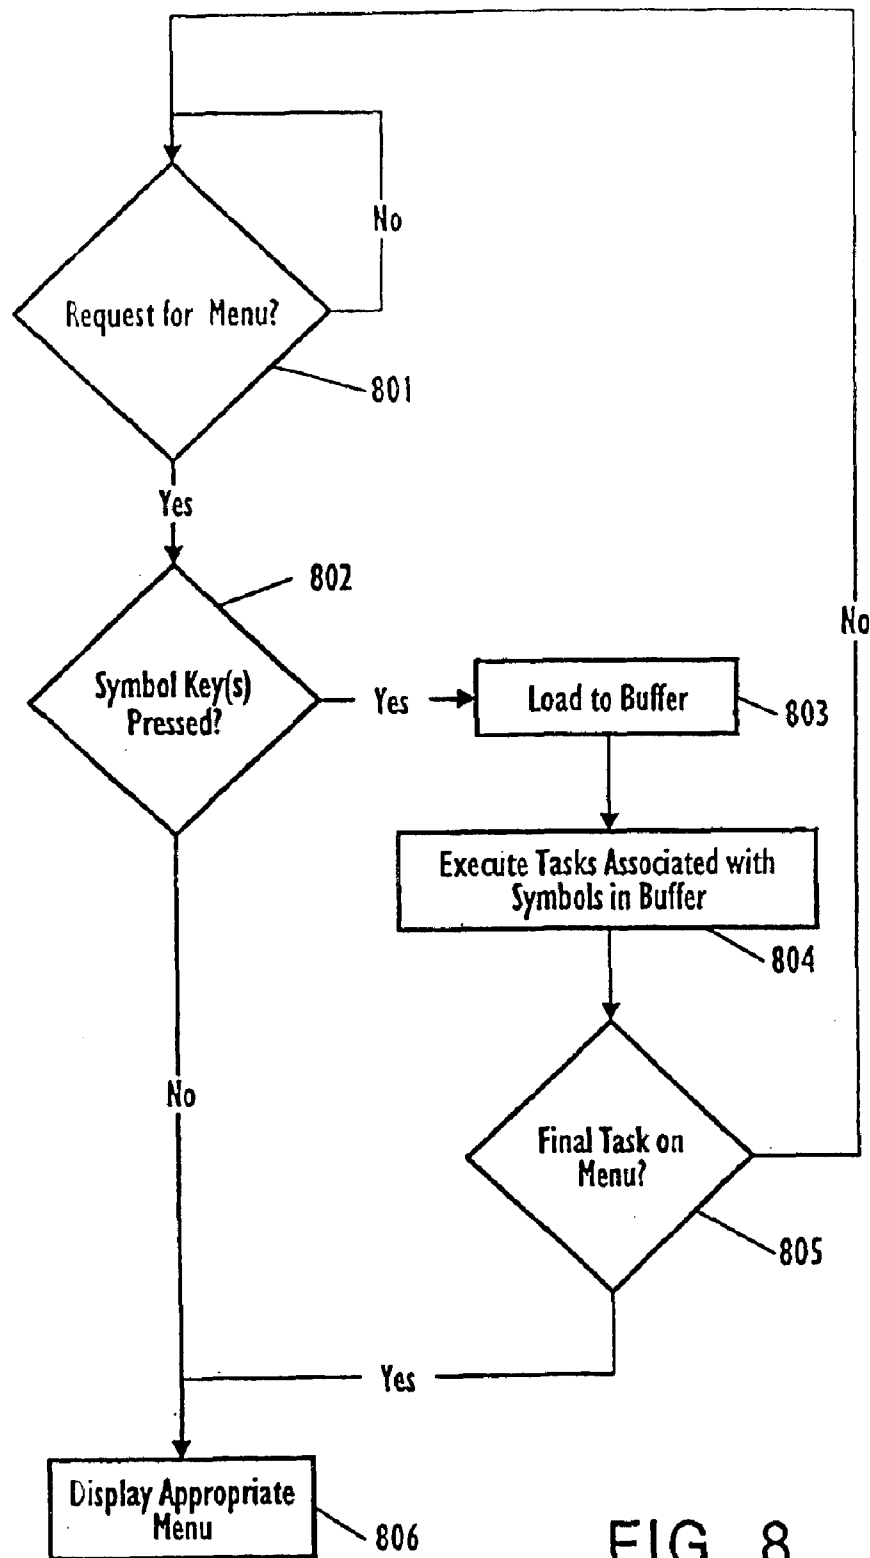 No
Request for Menu?
801
Yes
802
Symbol Key(s)
Pressed?
Yes
Load to Buffer
803
No
Execute Tasks Associated with
Symbols in Buffer
804
No
Final Task on
Menu?
805
Yes
Display Appropriate
Menu
806
FIG. 8